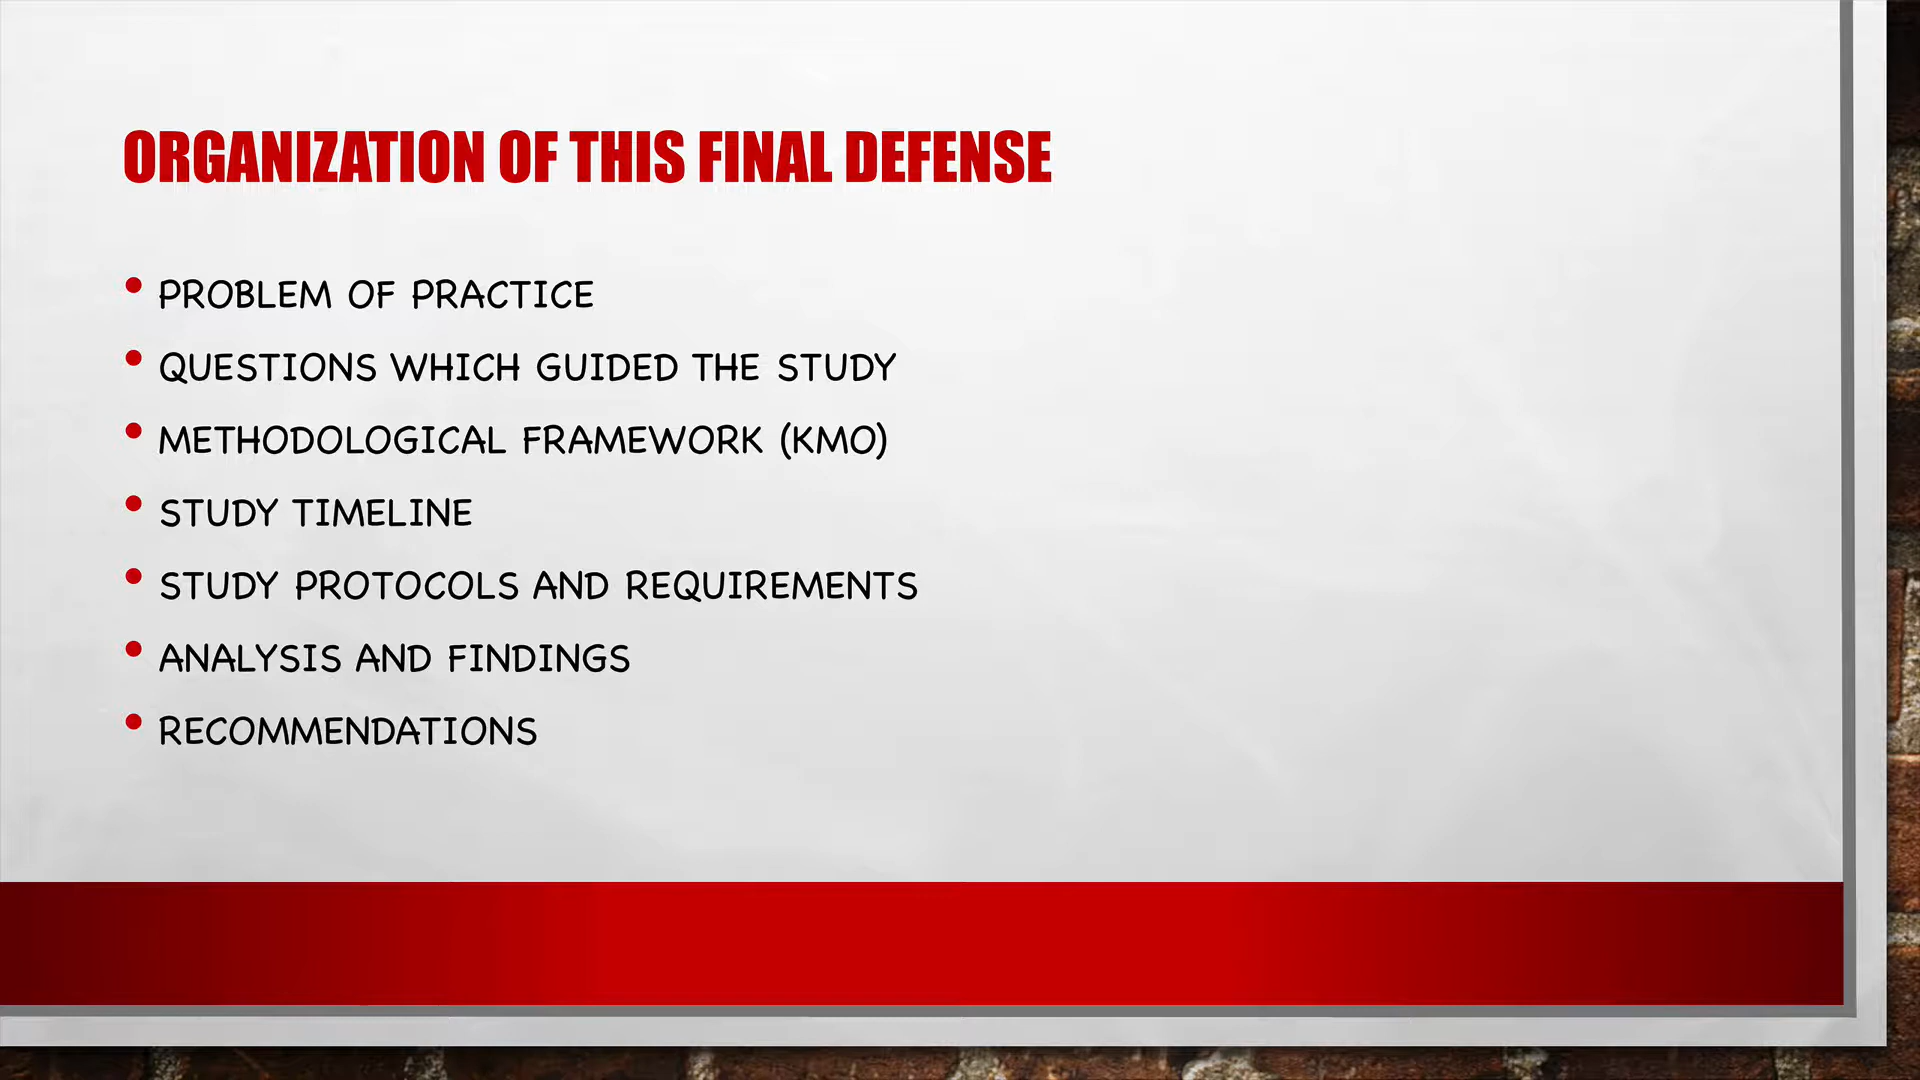 ORGANIZATION OF THIS FINAL DEFENSE
• PROBLEM OF PRACTICE
• QUESTIONS WHICH GUIDED THE STUDY
• METHODOLOGICAL FRAMEWORK (KMO)
• STUDY TIMELINE
• STUDY PROTOCOLS AND REQUIREMENTS
• ANALYSIS AND FINDINGS
• RECOMMENDATIONS